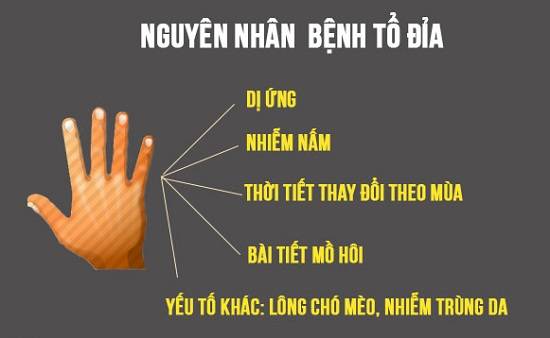 NGUYÊN NHÂN BỆNH TỔ ĐỈA
DỊ ỨNG
NHIỄM NẤM
THỜI TIẾT THAY ĐỔI THEO MÙA
BÀI TIẾT MỒ HÔI
YẾU TỐ KHÁC: LÔNG CHÓ MÈO, NHIỄM TRÙNG DA